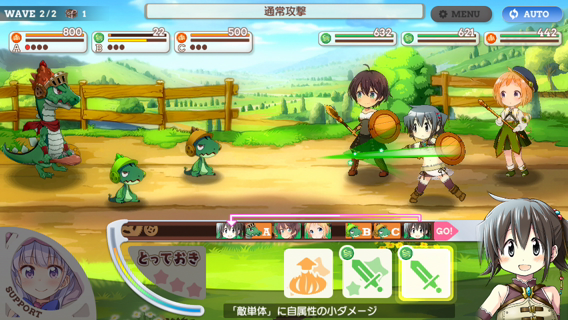 WAVE 2/2 1
通常攻撃
MENU
AUTO
A 800
B 22
C 500
632
621
442
A B C GO!
とっておき
SUPPORT
「敵単体」に自属性の小ダメージ